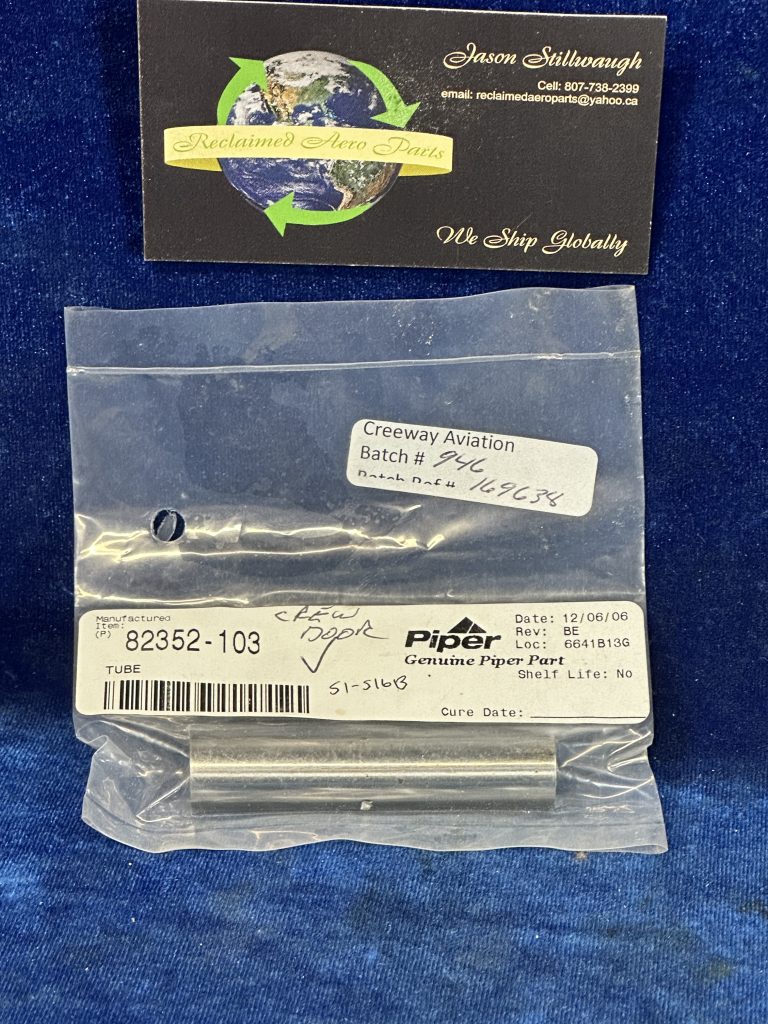 Jason Stillwaugh
Cell: 807-738-2399
email: reclaimedaeroparts@yahoo.ca
Reclaimed Aero Parts
We Ship Globally
Creeway Aviation
Batch # 946
Batch Ref # 169638
Manufactured
Item:
(P) 82352-103
TUBE
CREW
DOOR
51-516B
Piper
Genuine Piper Part
Date: 12/06/06
Rev: BE
Loc: 6641B13G
Shelf Life: No
Cure Date: